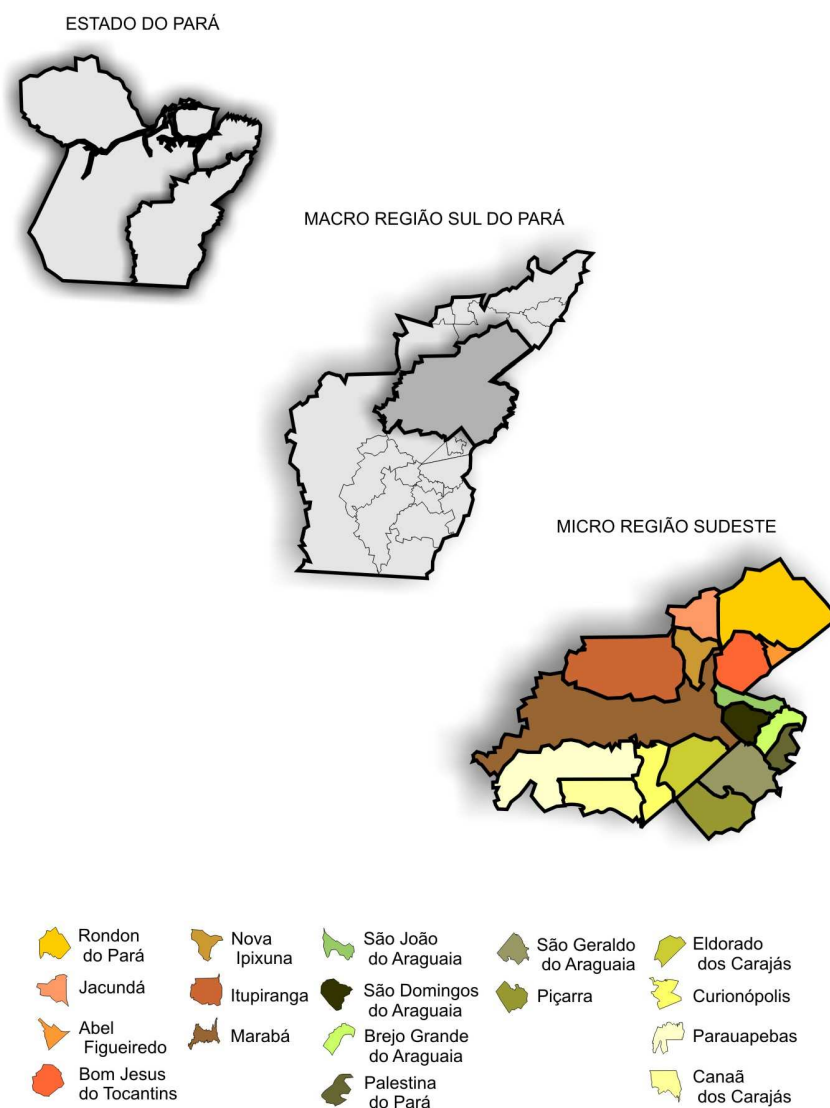 ESTADO DO PARÁ
MACRO REGIÃO SUL DO PARÁ
MICRO REGIÃO SUDESTE
Rondon
do Pará
Jacundá
Abel
Figueiredo
Bom Jesus
do Tocantins
Nova
Ipixuna
Itupiranga
Marabá
São João
do Araguaia
São Domingos
do Araguaia
Brejo Grande
do Araguaia
Palestina
do Pará
São Geraldo
do Araguaia
Piçarra
Eldorado
dos Carajás
Curionópolis
Parauapebas
Canaã
dos Carajás